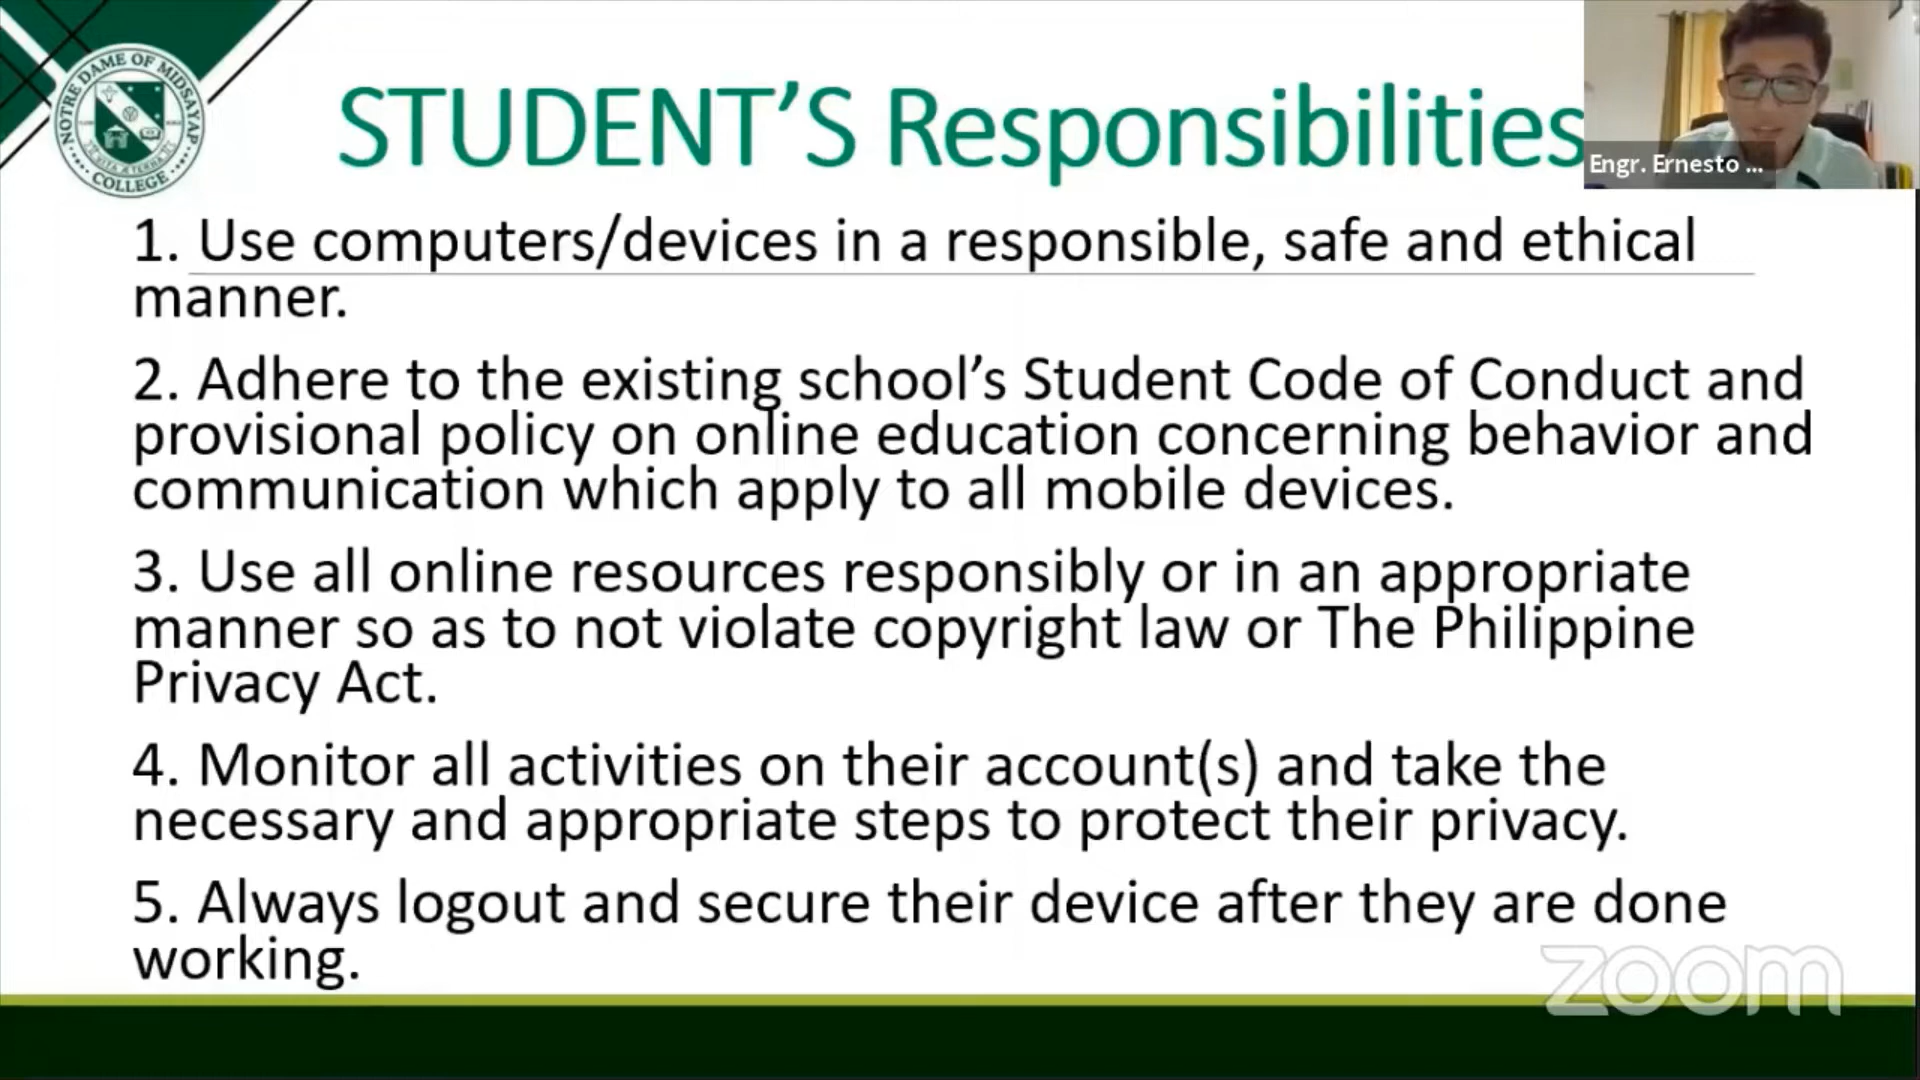 NOTRE DAME OF MIDSAYAP
COLLEGE
STUDENT'S Responsibilities
Engr. Ernesto ...
1. Use computers/devices in a responsible, safe and ethical
manner.
2. Adhere to the existing school's Student Code of Conduct and
provisional policy on online education concerning behavior and
communication which apply to all mobile devices.
3. Use all online resources responsibly or in an appropriate
manner so as to not violate copyright law or The Philippine
Privacy Act.
4. Monitor all activities on their account(s) and take the
necessary and appropriate steps to protect their privacy.
5. Always logout and secure their device after they are done
working.
zoom